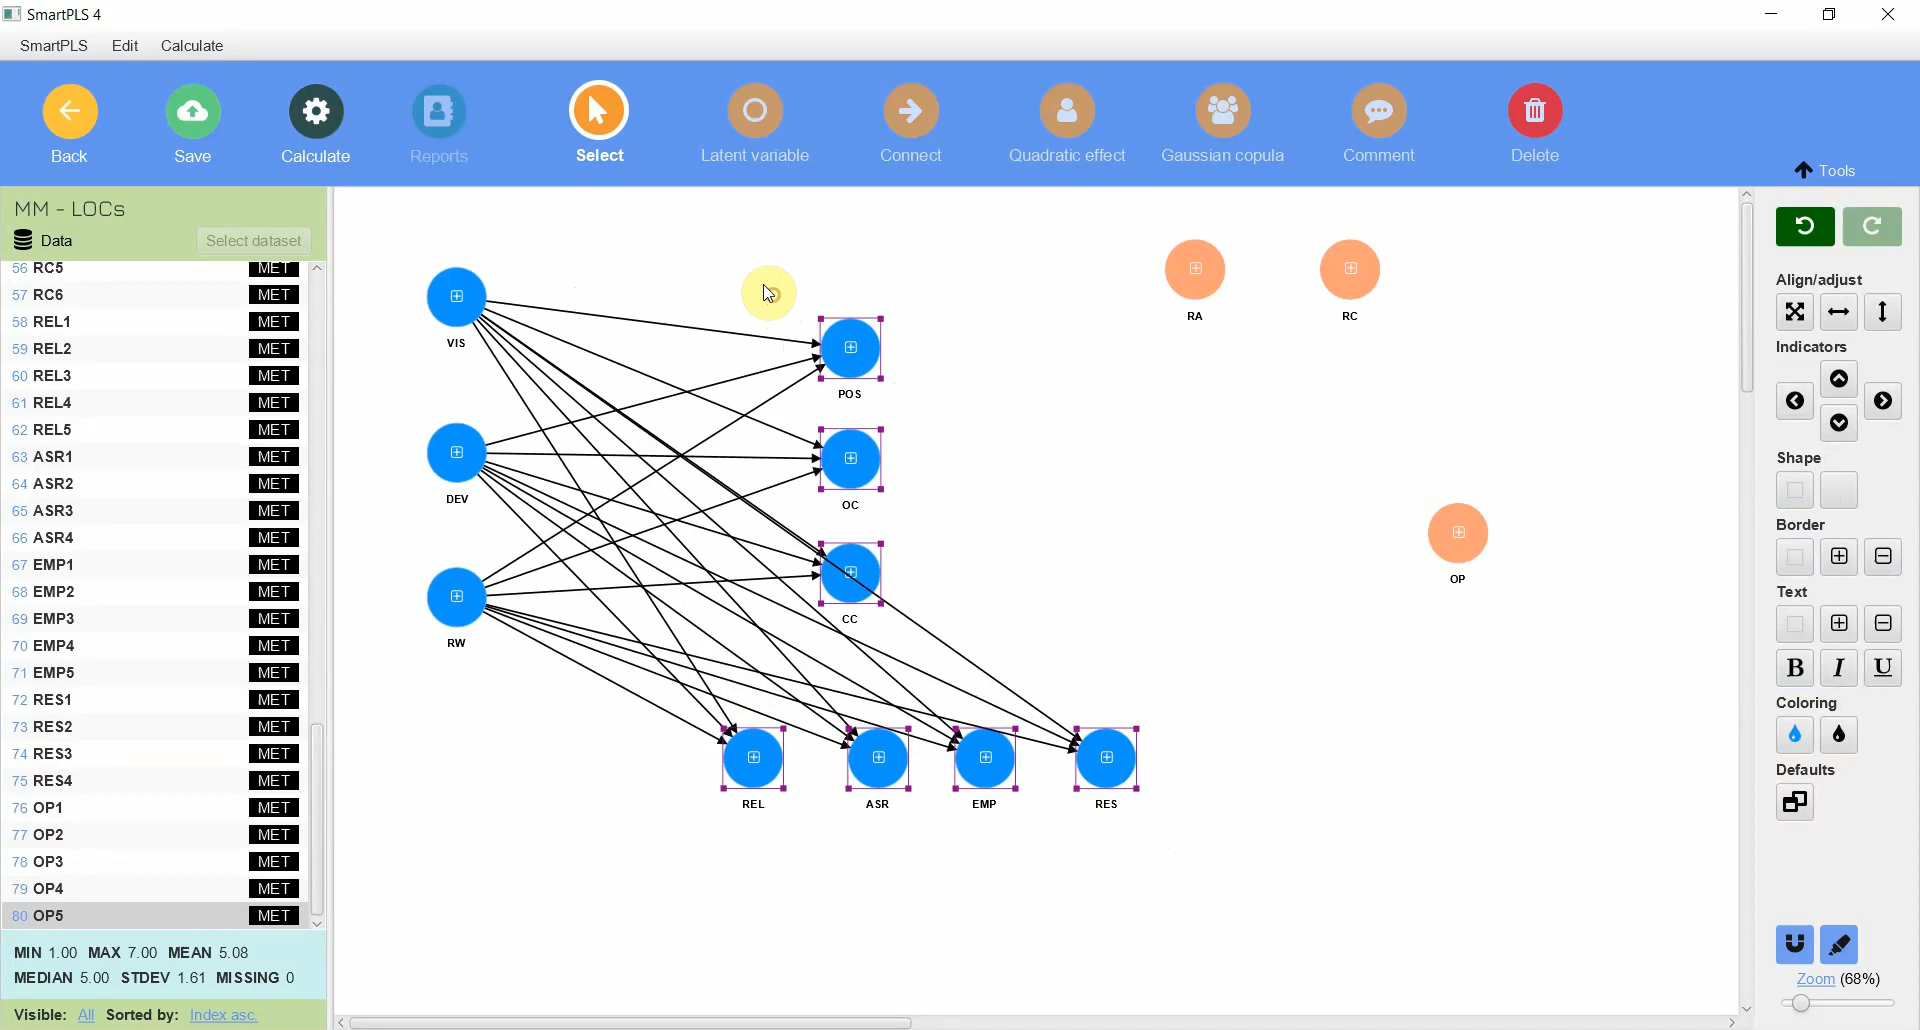 SmartPLS 4
SmartPLS Edit Calculate
Back Save Calculate Reports Select Latent variable Connect Quadratic effect Gaussian copula Comment Delete
Tools
MM - LOCs
Data Select dataset
56 RC5 MET
57 RC6 MET
58 REL1 MET
59 REL2 MET
60 REL3 MET
61 REL4 MET
62 REL5 MET
63 ASR1 MET
64 ASR2 MET
65 ASR3 MET
66 ASR4 MET
67 EMP1 MET
68 EMP2 MET
69 EMP3 MET
70 EMP4 MET
71 EMP5 MET
72 RES1 MET
73 RES2 MET
74 RES3 MET
75 RES4 MET
76 OP1 MET
77 OP2 MET
78 OP3 MET
79 OP4 MET
80 OP5 MET
MIN 1.00 MAX 7.00 MEAN 5.08
MEDIAN 5.00 STDEV 1.61 MISSING 0
Visible: All Sorted by: Index asc.
RA RC
VIS
POS
DEV
OC
OP
CC
RW
REL ASR EMP RES
Align/adjust
Indicators
Shape
Border
Text
B I U
Coloring
Defaults
Zoom (68%)